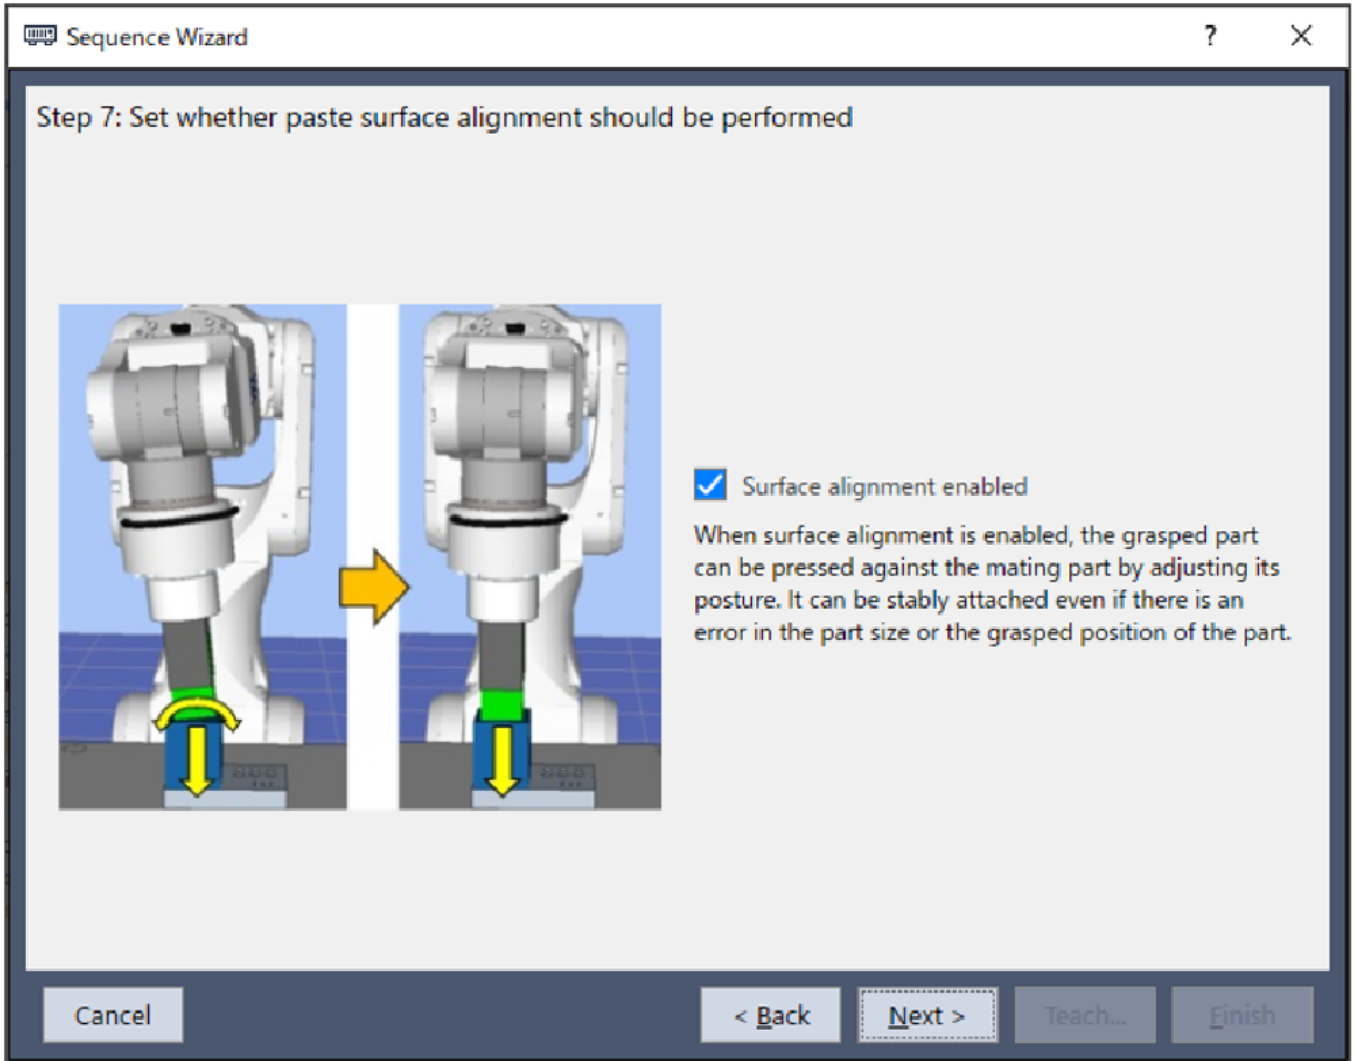 Sequence Wizard
?
Step 7: Set whether paste surface alignment should be performed
Surface alignment enabled
When surface alignment is enabled, the grasped part
can be pressed against the mating part by adjusting its
posture. It can be stably attached even if there is an
error in the part size or the grasped position of the part.
Cancel
< Back
Next >
Teach...
Finish